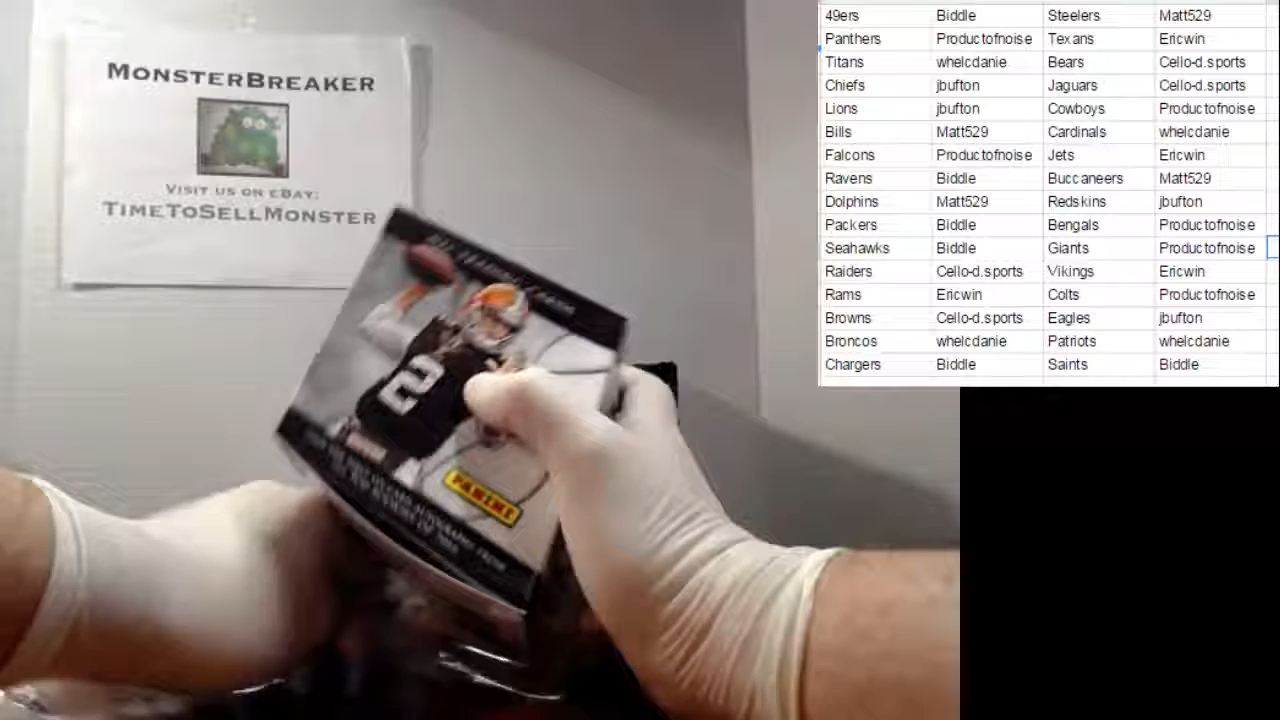 MONSTERBREAKER
VISIT US ON EBAY:
TIMETOSELLMONSTER
2
PANINI
49ers Biddle Steelers Matt529
Panthers Productofnoise Texans Ericwin
Titans whelcdanie Bears Cello-d.sports
Chiefs jbufton Jaguars Cello-d.sports
Lions jbufton Cowboys Productofnoise
Bills Matt529 Cardinals whelcdanie
Falcons Productofnoise Jets Ericwin
Ravens Biddle Buccaneers Matt529
Dolphins Matt529 Redskins jbufton
Packers Biddle Bengals Productofnoise
Seahawks Biddle Giants Productofnoise
Raiders Cello-d.sports Vikings Ericwin
Rams Ericwin Colts Productofnoise
Browns Cello-d.sports Eagles jbufton
Broncos whelcdanie Patriots whelcdanie
Chargers Biddle Saints Biddle